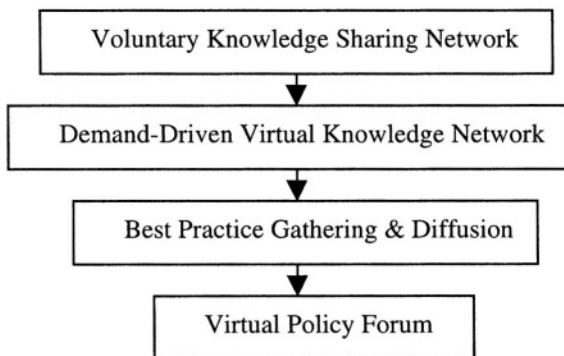 Voluntary Knowledge Sharing Network
Demand-Driven Virtual Knowledge Network
Best Practice Gathering & Diffusion
Virtual Policy Forum